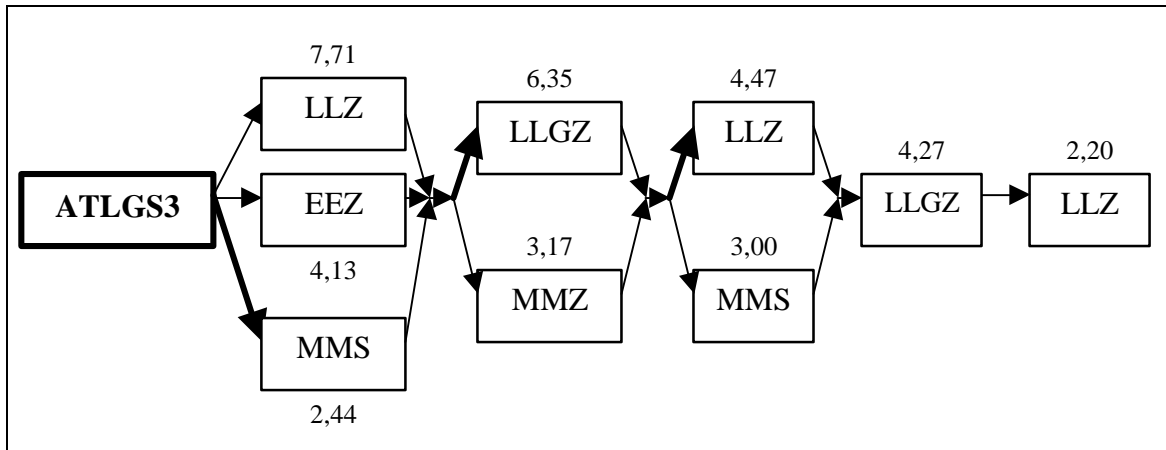 7,71
LLZ
6,35
LLGZ
4,47
LLZ
4,27
LLGZ
2,20
LLZ
ATLGS3
EEZ
4,13
3,17
MMZ
3,00
MMS
MMS
2,44